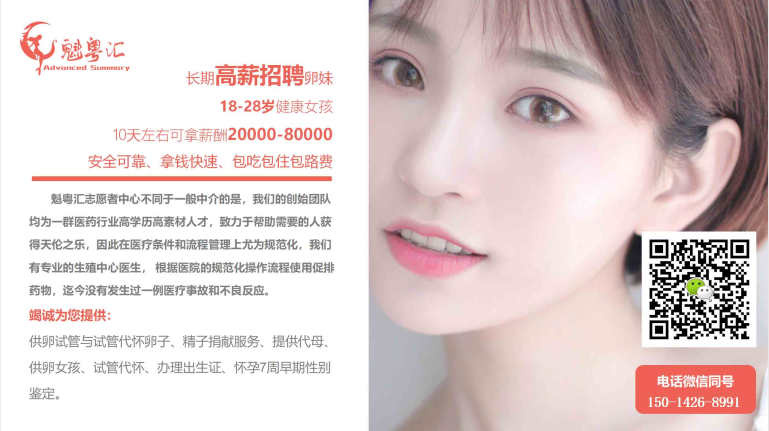 魁粤汇
Advanced Summary
长期高薪招聘卵妹
18-28岁健康女孩
10天左右可拿薪酬20000-80000
安全可靠、拿钱快速、包吃包住包路费
魁粤汇志愿者中心不同于一般中介的是，我们的创始团队
均为一群医药行业高学历高素材人才，致力于帮助需要的人获
得天伦之乐，因此在医疗条件和流程管理上尤为规范化，我们
有专业的生殖中心医生， 根据医院的规范化操作流程使用促排
药物，迄今没有发生过一例医疗事故和不良反应。
竭诚为您提供：
供卵试管与试管代怀卵子、精子捐献服务、提供代母、
供卵女孩、试管代怀、办理出生证、怀孕7周早期性别
鉴定。
电话微信同号
150-1426-8991